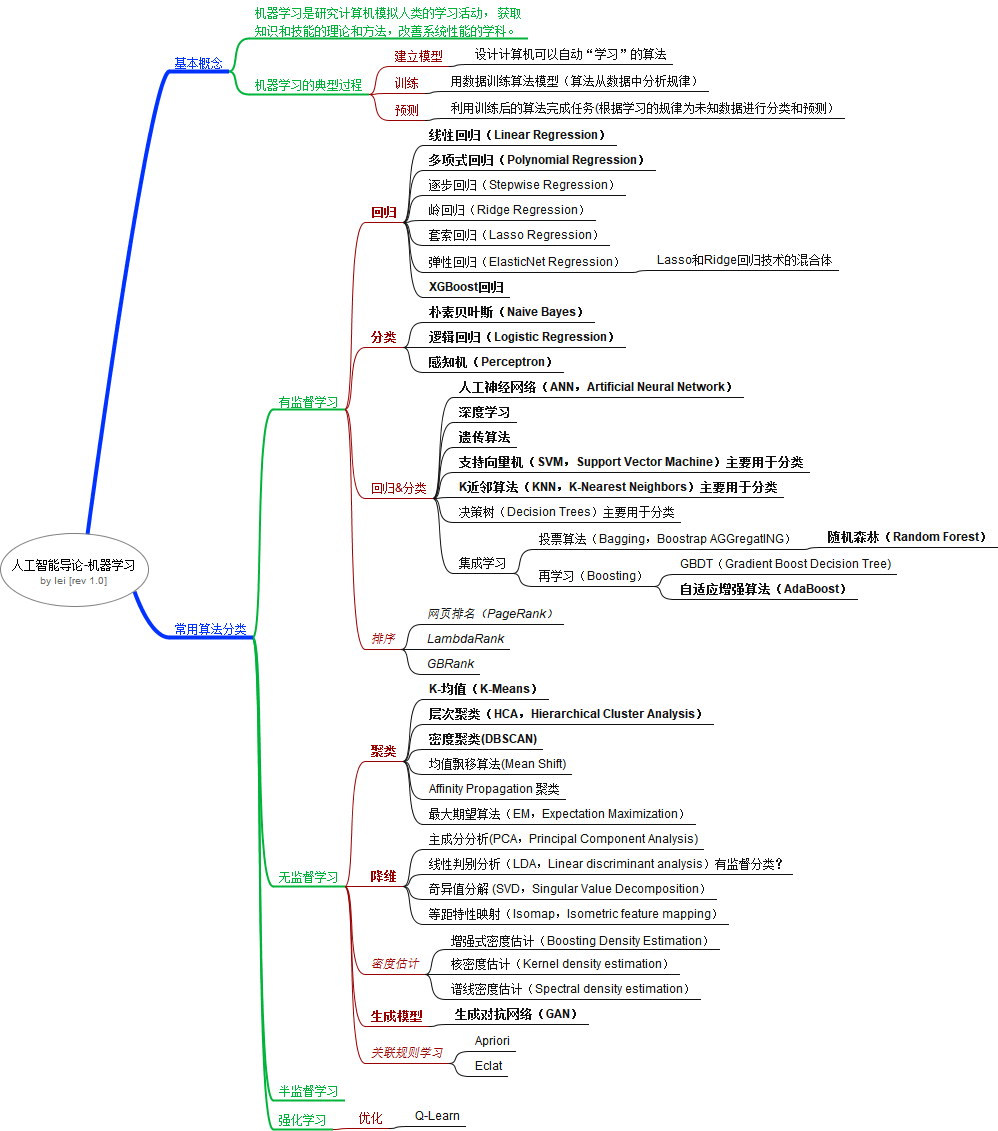 机器学习是研究计算机模拟人类的学习活动，获取
知识和技能的理论和方法，改善系统性能的学科。
基本概念
机器学习的典型过程
建立模型
设计计算机可以自动“学习”的算法
训练
用数据训练算法模型（算法从数据中分析规律）
预测
利用训练后的算法完成任务(根据学习的规律为未知数据进行分类和预测）
人工智能导论-机器学习
by lei [rev 1.0]
常用算法分类
有监督学习
回归
线性回归（Linear Regression）
多项式回归（Polynomial Regression）
逐步回归（Stepwise Regression）
岭回归（Ridge Regression）
套索回归（Lasso Regression）
弹性回归（ElasticNet Regression）
Lasso和Ridge回归技术的混合体
XGBoost回归
分类
朴素贝叶斯（Naive Bayes）
逻辑回归（Logistic Regression）
感知机（Perceptron）
回归&分类
人工神经网络（ANN，Artificial Neural Network）
深度学习
遗传算法
支持向量机（ SVM，Support Vector Machine）主要用于分类
K近邻算法（KNN，K-Nearest Neighbors）主要用于分类
决策树（Decision Trees）主要用于分类
集成学习
投票算法（Bagging，Boostrap AGGregatING）
随机森林（Random Forest）
再学习（Boosting）
GBDT（Gradient Boost Decision Tree)
自适应增强算法（AdaBoost）
排序
网页排名（PageRank）
LambdaRank
GBRank
无监督学习
聚类
K-均值（K-Means）
层次聚类（HCA，Hierarchical Cluster Analysis）
密度聚类(DBSCAN)
均值飘移算法(Mean Shift)
Affinity Propagation 聚类
最大期望算法（EM，Expectation Maximization）
降维
主成分分析(PCA，Principal Component Analysis)
线性判别分析（LDA，Linear discriminant analysis）有监督分类？
奇异值分解 (SVD，Singular Value Decomposition）
等距特性映射（Isomap，Isometric feature mapping）
密度估计
增强式密度估计（Boosting Density Estimation）
核密度估计（Kernel density estimation）
谱线密度估计（Spectral density estimation）
生成模型
生成对抗网络（GAN）
关联规则学习
Apriori
Eclat
半监督学习
强化学习
优化
Q-Learn